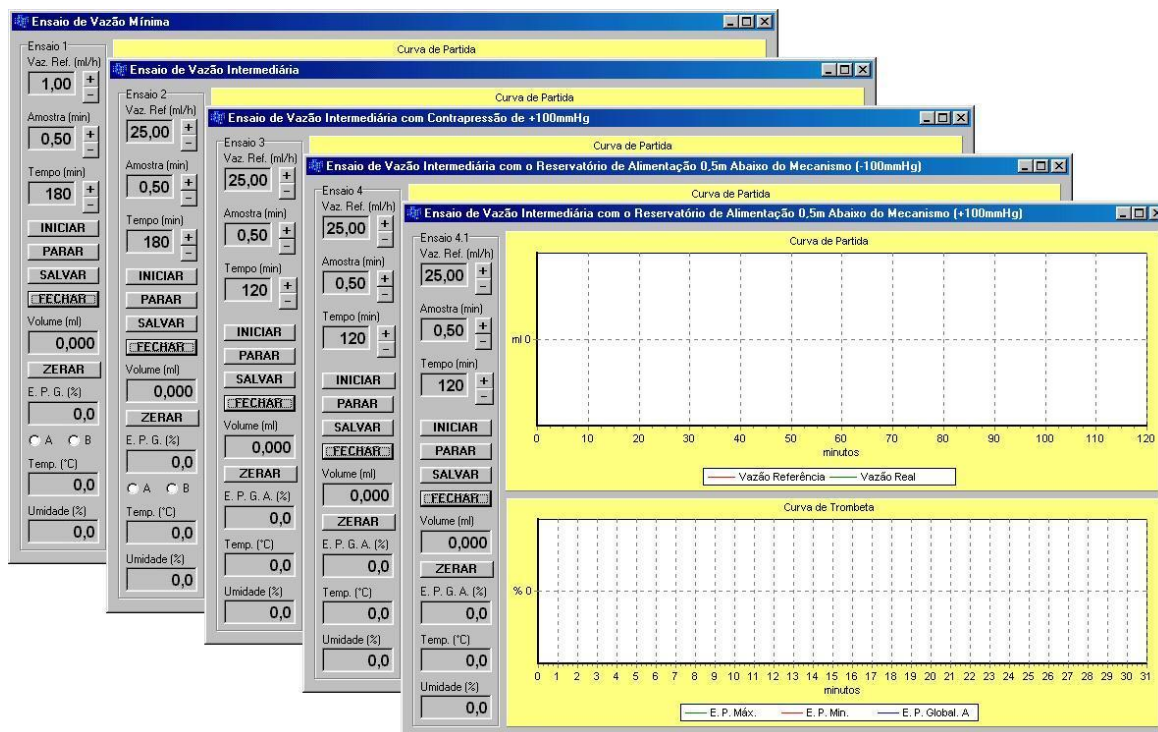 Ensaio de Vazão Mínima
Ensaio 1
Vaz. Ref. (ml/h)
1,00
+
−
Amostra (min)
0,50
+
−
Tempo (min)
180
+
−
INICIAR
PARAR
SALVAR
FECHAR
Volume (ml)
0,000
ZERAR
E. P. G. (%)
0,0
A B
Temp. (°C)
0,0
Umidade (%)
0,0
Curva de Partida
Ensaio de Vazão Intermediária
Ensaio 2
Vaz. Ref (ml/h)
25,00
+
−
Amostra (min)
0,50
+
−
Tempo (min)
180
+
−
INICIAR
PARAR
SALVAR
FECHAR
Volume (ml)
0,000
ZERAR
E. P. G. (%)
0,0
A B
Temp. (°C)
0,0
Umidade (%)
0,0
Curva de Partida
Ensaio de Vazão Intermediária com Contrapressão de +100mmHg
Ensaio 3
Vaz. Ref. (ml/h)
25,00
+
−
Amostra (min)
0,50
+
−
Tempo (min)
120
+
−
INICIAR
PARAR
SALVAR
FECHAR
Volume (ml)
0,000
ZERAR
E. P. G. A. (%)
0,0
Temp. (°C)
0,0
Umidade (%)
0,0
Curva de Partida
Ensaio de Vazão Intermediária com o Reservatório de Alimentação 0,5m Abaixo do Mecanismo (-100mmHg)
Ensaio 4
Vaz. Ref. (ml/h)
25,00
+
−
Amostra (min)
0,50
+
−
Tempo (min)
120
+
−
INICIAR
PARAR
SALVAR
FECHAR
Volume (ml)
0,000
ZERAR
E. P. G. A. (%)
0,0
Temp. (°C)
0,0
Umidade (%)
0,0
Curva de Partida
Ensaio de Vazão Intermediária com o Reservatório de Alimentação 0,5m Abaixo do Mecanismo (+100mmHg)
Ensaio 4.1
Vaz. Ref. (ml/h)
25,00
+
−
Amostra (min)
0,50
+
−
Tempo (min)
120
+
−
INICIAR
PARAR
SALVAR
FECHAR
Volume (ml)
0,000
ZERAR
E. P. G. A. (%)
0,0
Temp. (°C)
0,0
Umidade (%)
0,0
Curva de Partida
ml 0
0 10 20 30 40 50 60 70 80 90 100 110 120
minutos
Vazão Referência Vazão Real
Curva de Trombeta
% 0
0 1 2 3 4 5 6 7 8 9 10 11 12 13 14 15 16 17 18 19 20 21 22 23 24 25 26 27 28 29 30 31
minutos
E. P. Máx. E. P. Min. E. P. Global. A